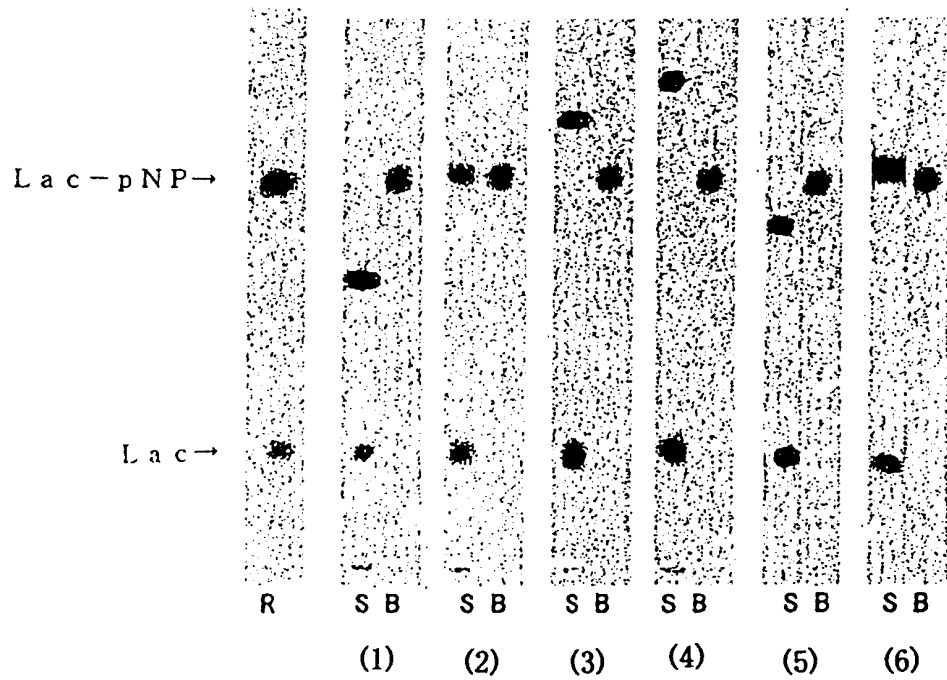 Lac-pNP→
Lac→
R S B S B S B S B S B S B
(1) (2) (3) (4) (5) (6)